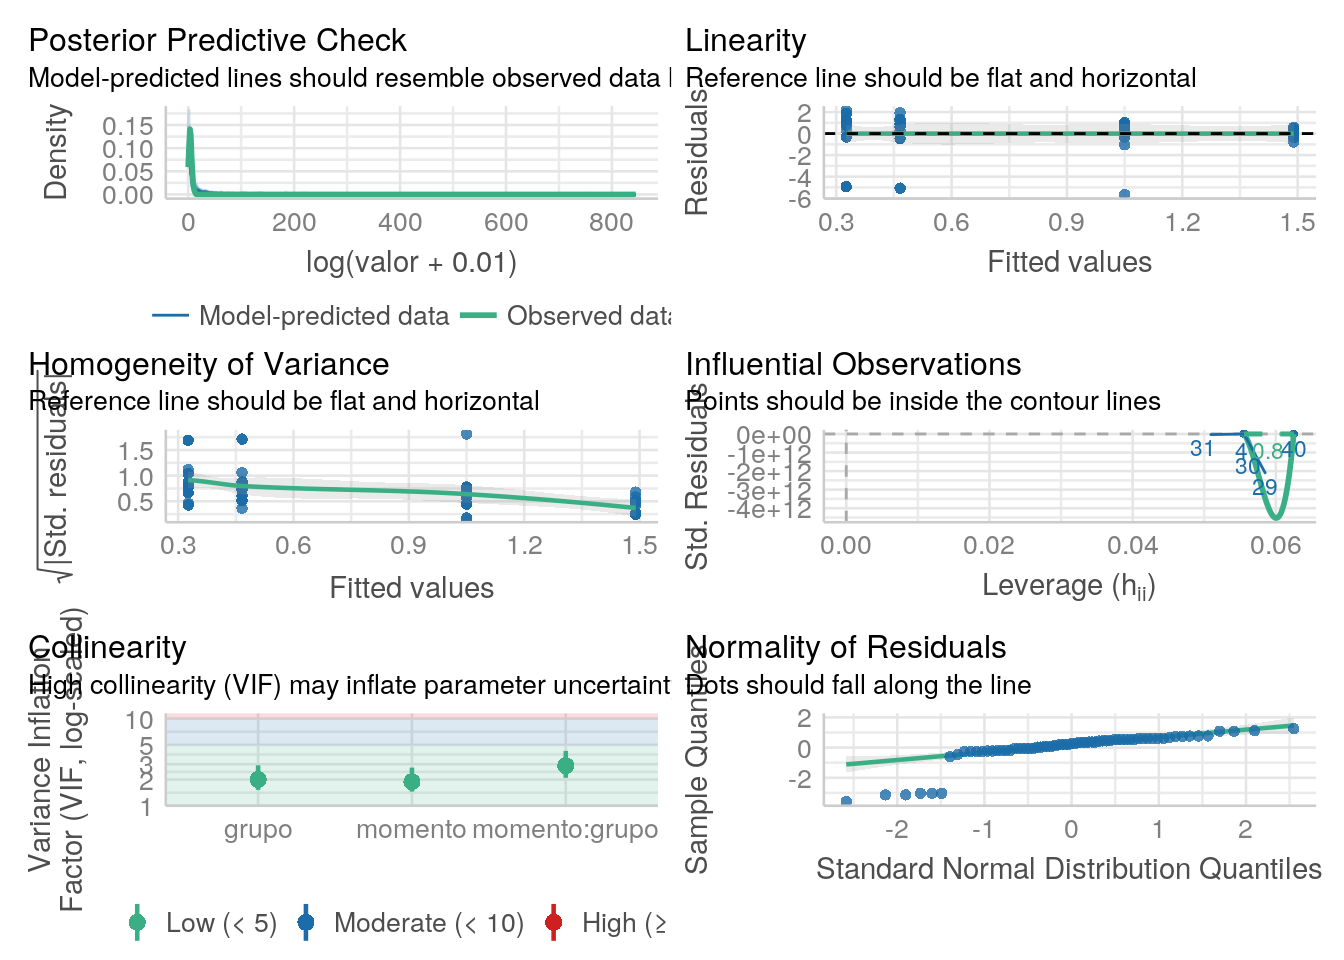 Posterior Predictive Check
Model-predicted lines should resemble observed data l
Density
0.15
0.10
0.05
0.00
0 200 400 600 800
log(valor + 0.01)
Model-predicted data Observed data
Linearity
Reference line should be flat and horizontal
Residuals
2
0
-2
-4
-6
0.3 0.6 0.9 1.2 1.5
Fitted values
Homogeneity of Variance
Reference line should be flat and horizontal
√|Std. residuals|
1.5
1.0
0.5
0.3 0.6 0.9 1.2 1.5
Fitted values
Influential Observations
Points should be inside the contour lines
Std. Residuals
0e+00
-1e+12
-2e+12
-3e+12
-4e+12
31 4 0.8 40
30
29
0.00 0.02 0.04 0.06
Leverage (hii)
Collinearity
High collinearity (VIF) may inflate parameter uncertaint
Variance Inflation
Factor (VIF, log-scaled)
10
5
3
2
1
grupo momento momento:grupo
Low (< 5) Moderate (< 10) High (≥
Normality of Residuals
Dots should fall along the line
Sample Quantiles
2
0
-2
-2 -1 0 1 2
Standard Normal Distribution Quantiles